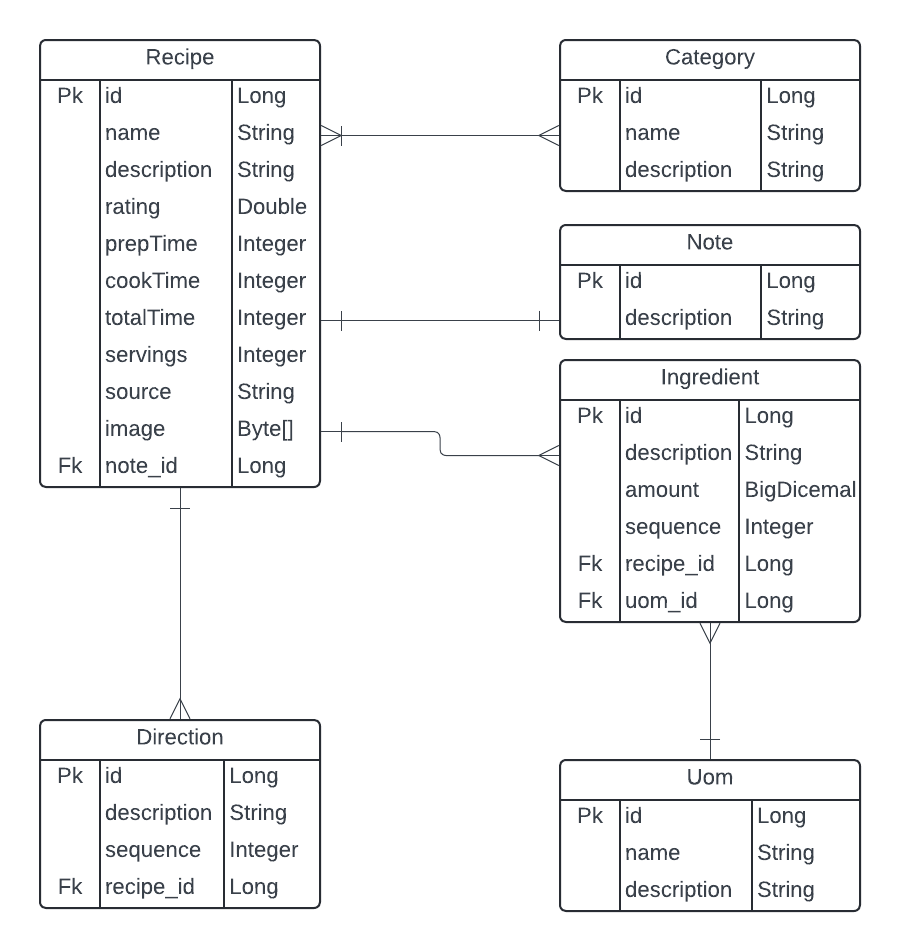 Recipe
Pk id Long
name String
description String
rating Double
prepTime Integer
cookTime Integer
totalTime Integer
servings Integer
source String
image Byte[]
Fk note_id Long
Category
Pk id Long
name String
description String
Note
Pk id Long
description String
Ingredient
Pk id Long
description String
amount BigDicemal
sequence Integer
Fk recipe_id Long
Fk uom_id Long
Direction
Pk id Long
description String
sequence Integer
Fk recipe_id Long
Uom
Pk id Long
name String
description String